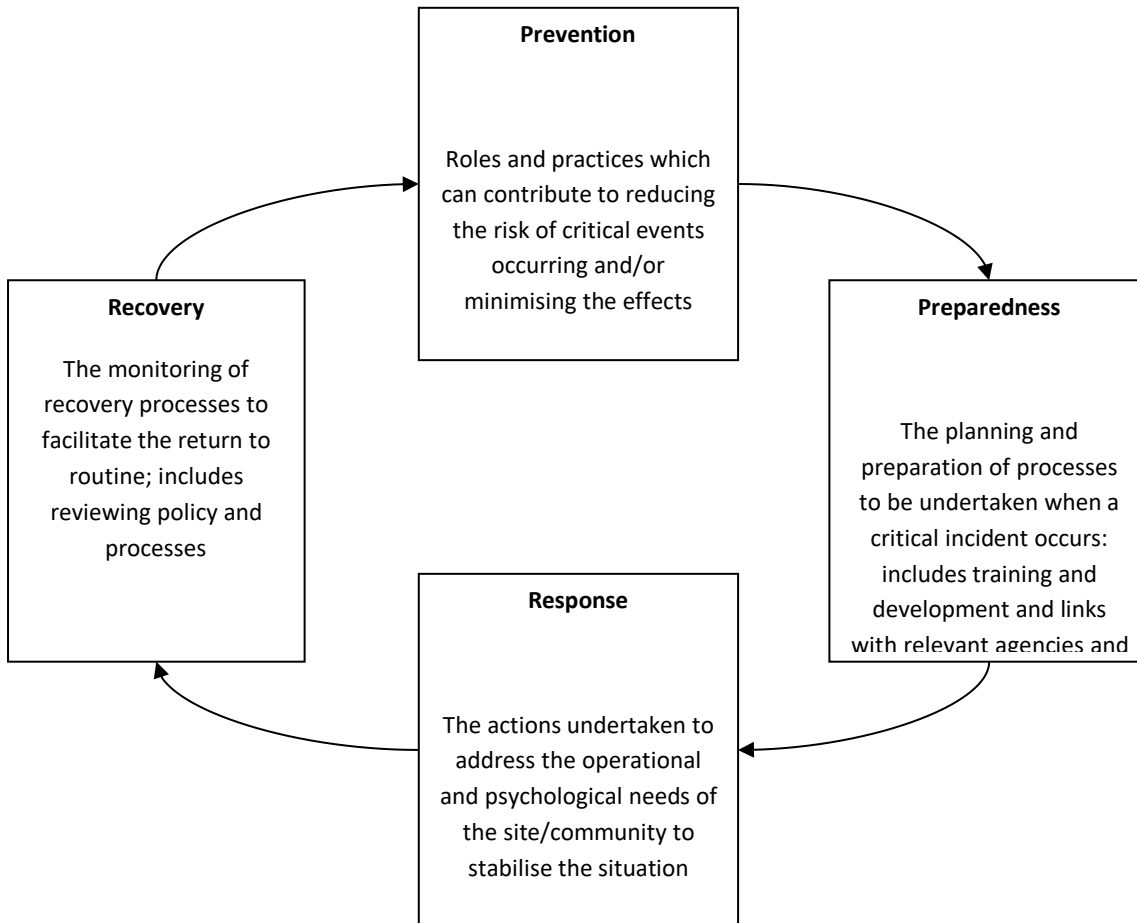 Prevention
Roles and practices which
can contribute to reducing
the risk of critical events
occurring and/or
minimising the effects
Preparedness
The planning and
preparation of processes
to be undertaken when a
critical incident occurs:
includes training and
development and links
with relevant agencies and
Response
The actions undertaken to
address the operational
and psychological needs of
the site/community to
stabilise the situation
Recovery
The monitoring of
recovery processes to
facilitate the return to
routine; includes
reviewing policy and
processes